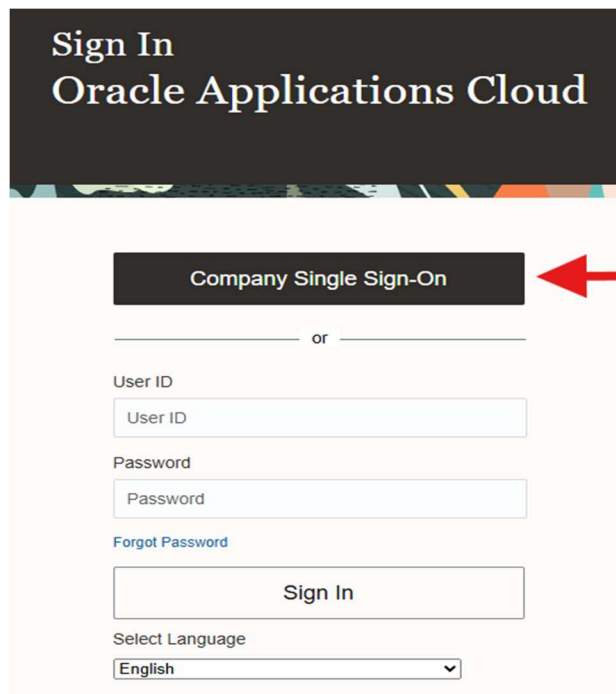 Sign In
Oracle Applications Cloud
Company Single Sign-On
or
User ID
User ID
Password
Password
Forgot Password
Sign In
Select Language
English